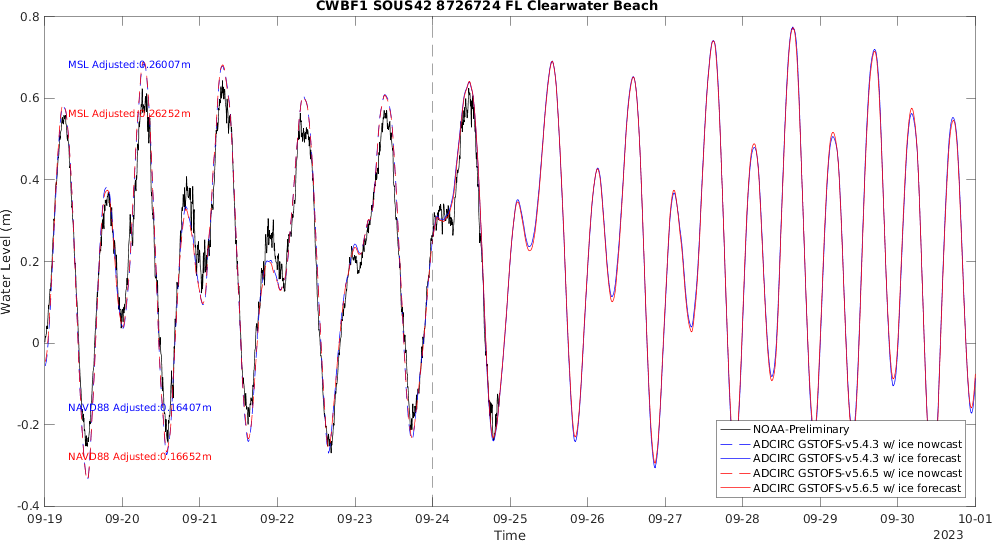 CWBF1 SOUS42 8726724 FL Clearwater Beach
0.8
0.6
0.4
0.2
0
-0.2
-0.4
Water Level (m)
MSL Adjusted:0.26007m
MSL Adjusted:0.26252m
NAVD88 Adjusted:0.16407m
NAVD88 Adjusted:0.16652m
NOAA-Preliminary
ADCIRC GSTOFS-v5.4.3 w/ ice nowcast
ADCIRC GSTOFS-v5.4.3 w/ ice forecast
ADCIRC GSTOFS-v5.6.5 w/ ice nowcast
ADCIRC GSTOFS-v5.6.5 w/ ice forecast
09-19 09-20 09-21 09-22 09-23 09-24 09-25 09-26 09-27 09-28 09-29 09-30 10-01
Time
2023